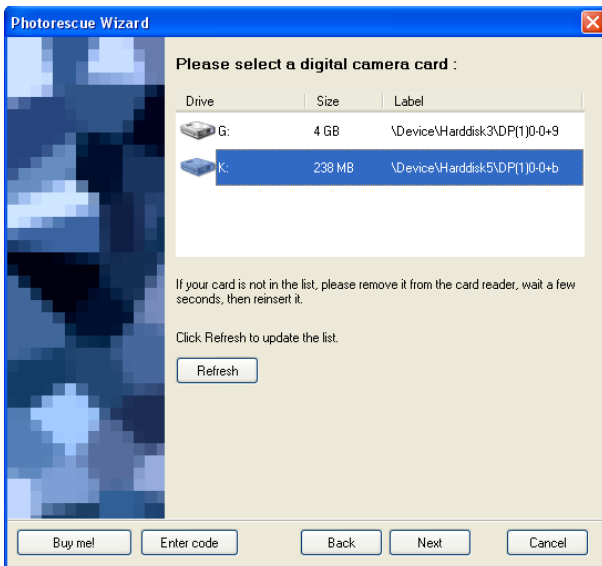 Photorescue Wizard
Please select a digital camera card :
Drive Size Label
G: 4 GB \Device\Harddisk3\DP(1)0-0+9
K: 238 MB \Device\Harddisk5\DP(1)0-0+b
If your card is not in the list, please remove it from the card reader, wait a few
seconds, then reinsert it.
Click Refresh to update the list.
Refresh
Buy me! Enter code Back Next Cancel